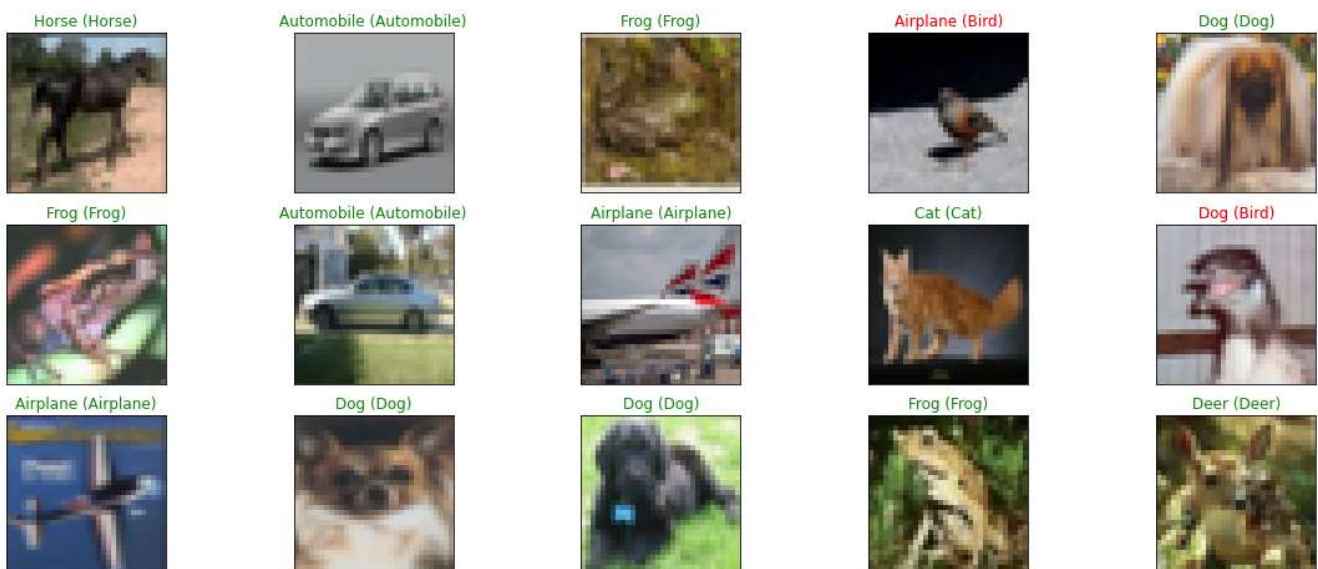 Horse (Horse)
Automobile (Automobile)
Frog (Frog)
Airplane (Bird)
Dog (Dog)
Frog (Frog)
Automobile (Automobile)
Airplane (Airplane)
Cat (Cat)
Dog (Bird)
Airplane (Airplane)
Dog (Dog)
Dog (Dog)
Frog (Frog)
Deer (Deer)